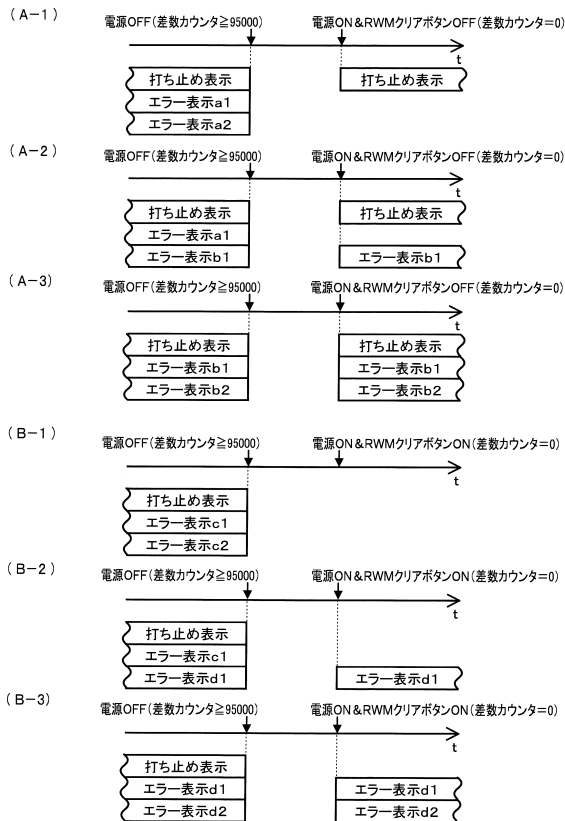 (A-1)
電源OFF(差数カウンタ≧95000) 電源ON&RWMクリアボタンOFF(差数カウンタ=0)
t
打ち止め表示 打ち止め表示
エラー表示a1
エラー表示a2
(A-2)
電源OFF(差数カウンタ≧95000) 電源ON&RWMクリアボタンOFF(差数カウンタ=0)
t
打ち止め表示 打ち止め表示
エラー表示a1
エラー表示b1 エラー表示b1
(A-3)
電源OFF(差数カウンタ≧95000) 電源ON&RWMクリアボタンOFF(差数カウンタ=0)
t
打ち止め表示 打ち止め表示
エラー表示b1 エラー表示b1
エラー表示b2 エラー表示b2
(B-1)
電源OFF(差数カウンタ≧95000) 電源ON&RWMクリアボタンON(差数カウンタ=0)
t
打ち止め表示
エラー表示c1
エラー表示c2
(B-2)
電源OFF(差数カウンタ≧95000) 電源ON&RWMクリアボタンON(差数カウンタ=0)
t
打ち止め表示
エラー表示c1
エラー表示d1 エラー表示d1
(B-3)
電源OFF(差数カウンタ≧95000) 電源ON&RWMクリアボタンON(差数カウンタ=0)
t
打ち止め表示
エラー表示d1 エラー表示d1
エラー表示d2 エラー表示d2